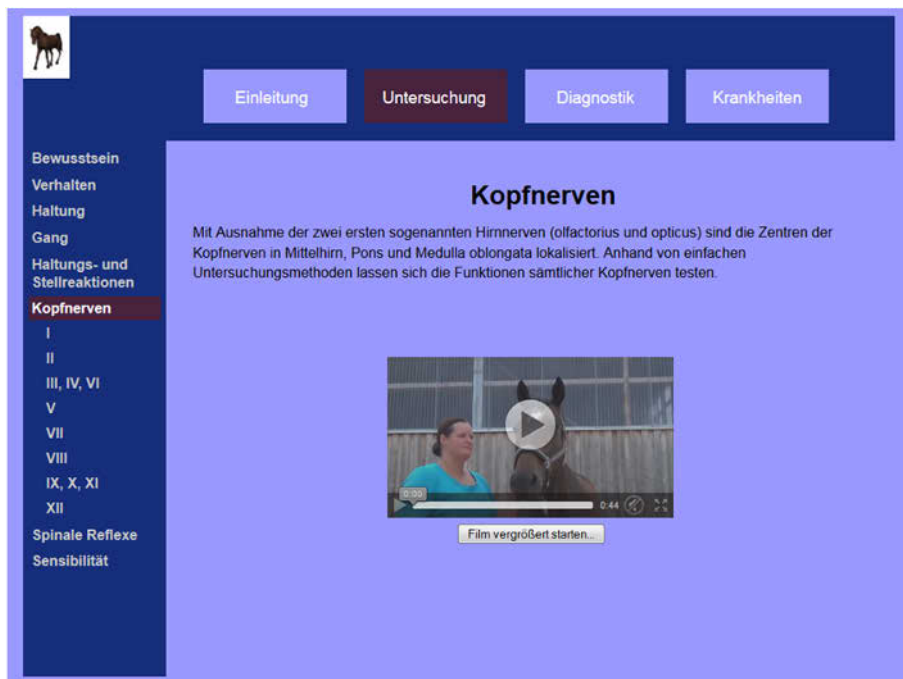 Einleitung
Untersuchung
Diagnostik
Krankheiten
Bewusstsein
Verhalten
Haltung
Gang
Haltungs- und
Stellreaktionen
Kopfnerven
I
II
III, IV, VI
V
VII
VIII
IX, X, XI
XII
Spinale Reflexe
Sensibilität
Kopfnerven
Mit Ausnahme der zwei ersten sogenannten Hirnnerven (olfactorius und opticus) sind die Zentren der
Kopfnerven in Mittelhirn, Pons und Medulla oblongata lokalisiert. Anhand von einfachen
Untersuchungsmethoden lassen sich die Funktionen sämtlicher Kopfnerven testen.
0:00
0:44
Film vergrößert starten...